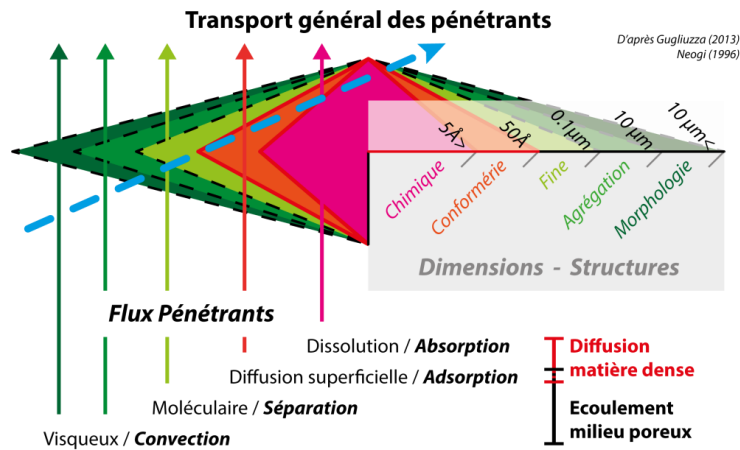 Transport général des pénétrants
D'après Gugliuzza (2013)
Neogi (1996)
5Å>
50Å
0.1µm
10 µm
10 µm<
Chimique
Conformérie
Fine
Agrégation
Morphologie
Dimensions - Structures
Flux Pénétrants
Dissolution / Absorption
Diffusion superficielle / Adsorption
Moléculaire / Séparation
Visqueux / Convection
Diffusion
matière dense
Ecoulement
milieu poreux